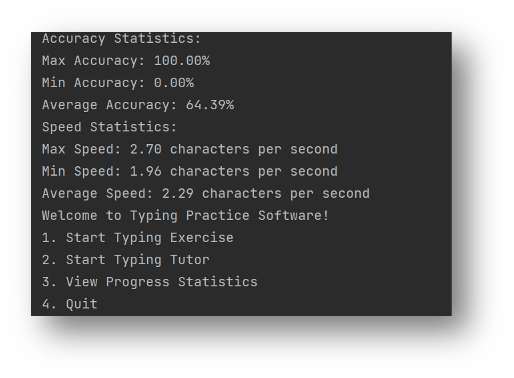 Accuracy Statistics:
Max Accuracy: 100.00%
Min Accuracy: 0.00%
Average Accuracy: 64.39%
Speed Statistics:
Max Speed: 2.70 characters per second
Min Speed: 1.96 characters per second
Average Speed: 2.29 characters per second
Welcome to Typing Practice Software!
1. Start Typing Exercise
2. Start Typing Tutor
3. View Progress Statistics
4. Quit